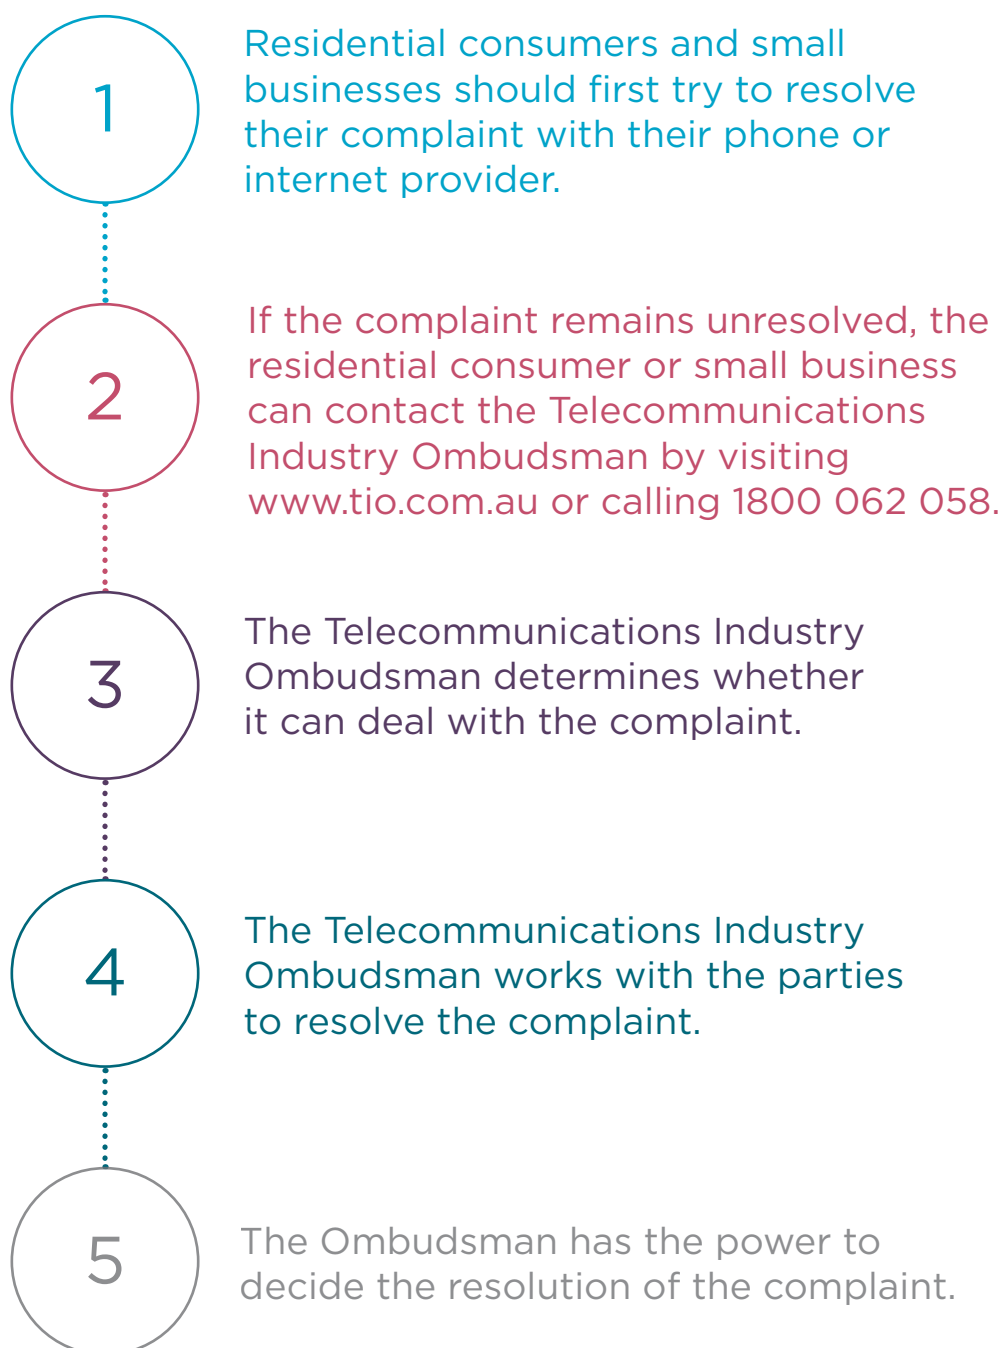 1
Residential consumers and small
businesses should first try to resolve
their complaint with their phone or
internet provider.
2
If the complaint remains unresolved, the
residential consumer or small business
can contact the Telecommunications
Industry Ombudsman by visiting
www.tio.com.au or calling 1800 062 058.
3
The Telecommunications Industry
Ombudsman determines whether
it can deal with the complaint.
4
The Telecommunications Industry
Ombudsman works with the parties
to resolve the complaint.
5
The Ombudsman has the power to
decide the resolution of the complaint.